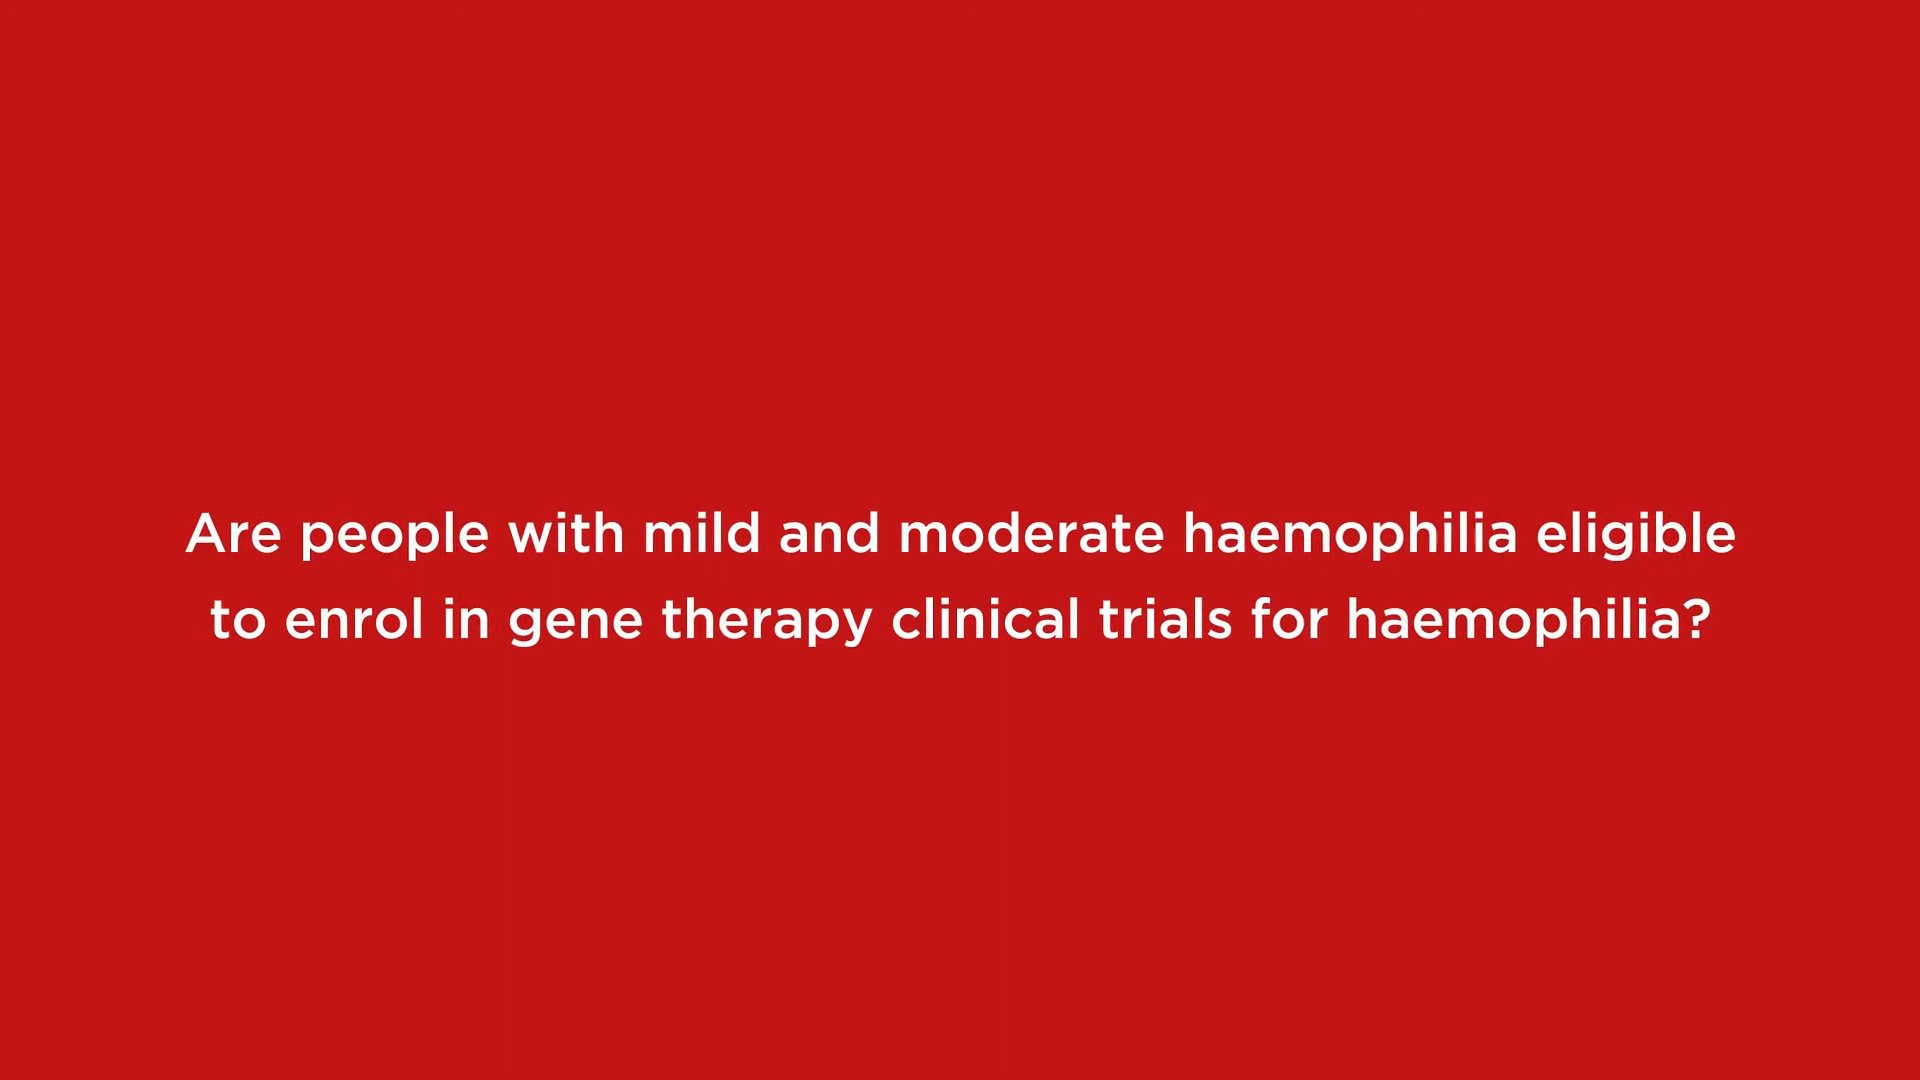 Are people with mild and moderate haemophilia eligible
to enrol in gene therapy clinical trials for haemophilia?